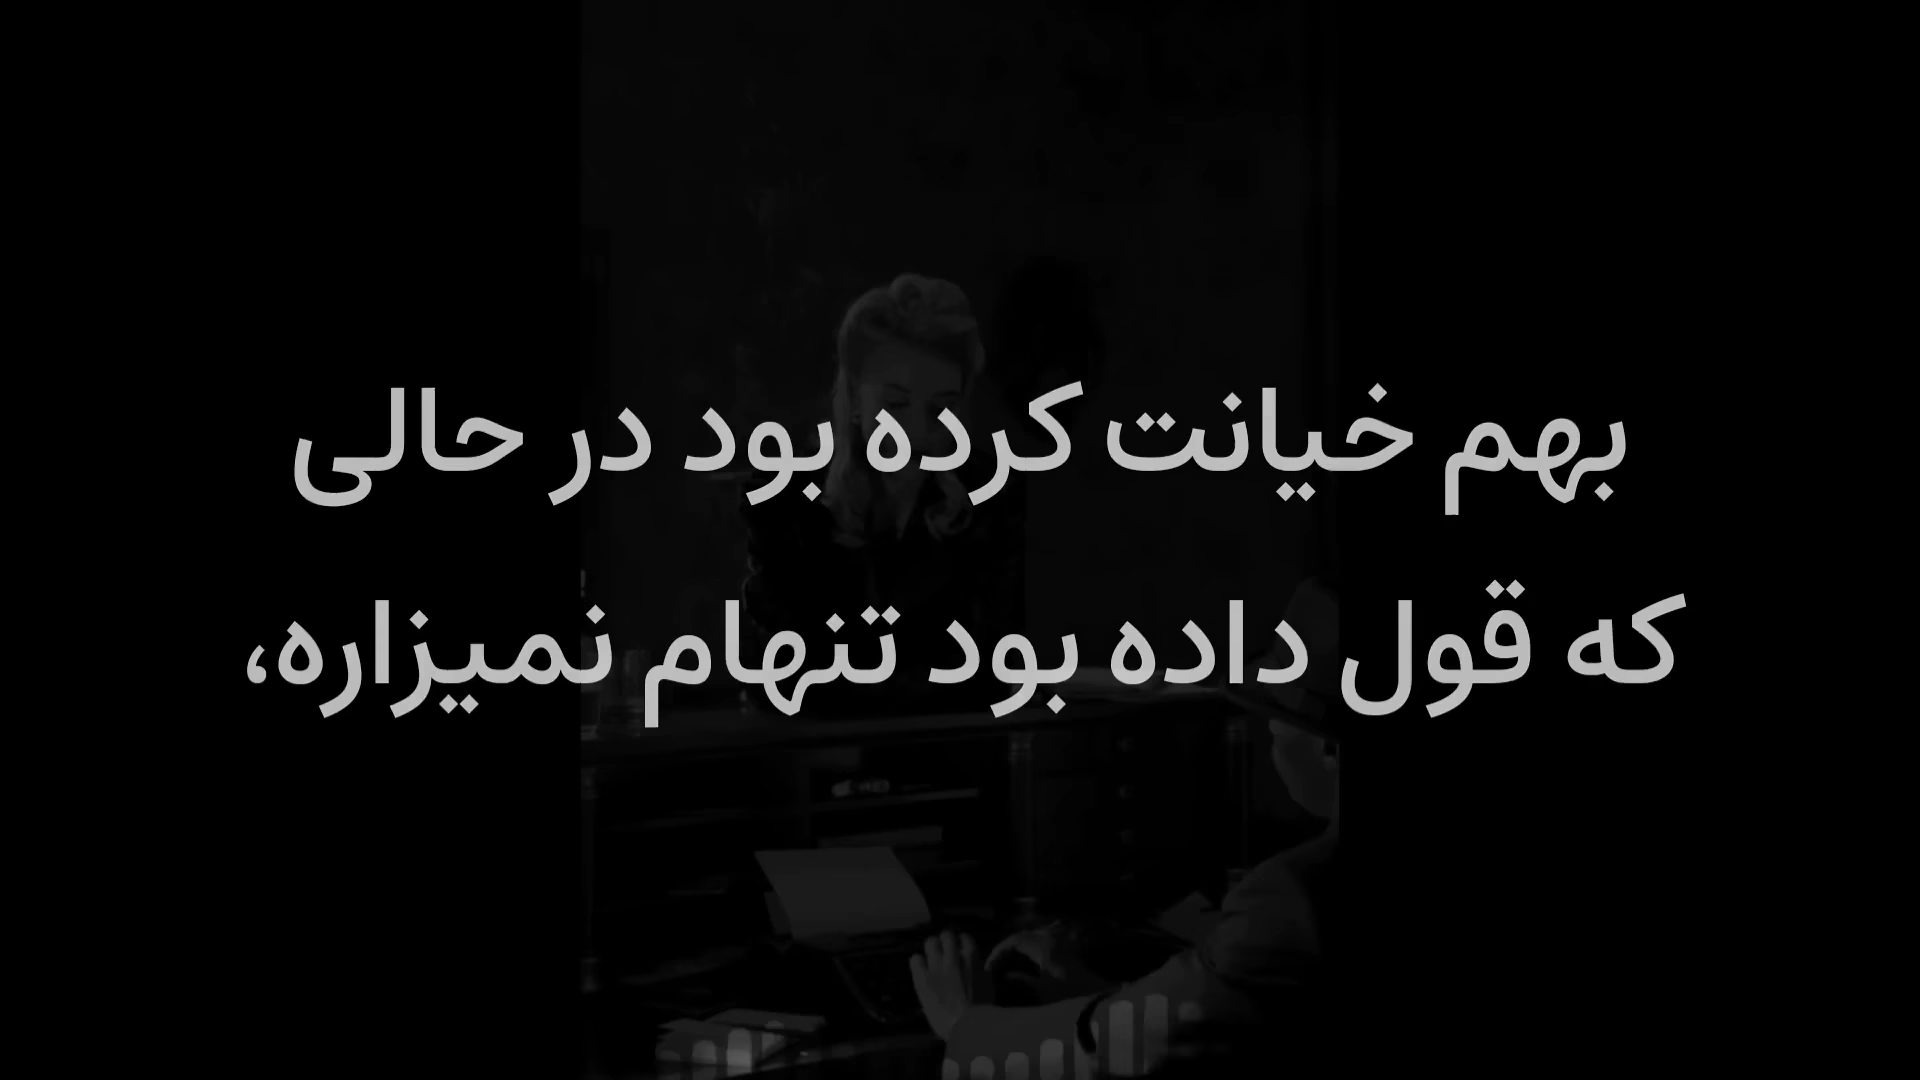 بهم خیانت کرده بود در حالی
که قول داده بود تنهام نمیزاره،